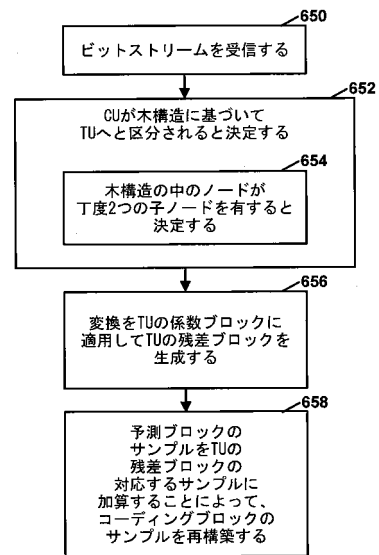 650
ビットストリームを受信する
652
CUが木構造に基づいて
TUへと区分されると決定する
654
木構造の中のノードが
丁度2つの子ノードを有すると
決定する
656
変換をTUの係数ブロックに
適用してTUの残差ブロックを
生成する
658
予測ブロックの
サンプルをTUの
残差ブロックの
対応するサンプルに
加算することによって、
コーディングブロックの
サンプルを再構築する